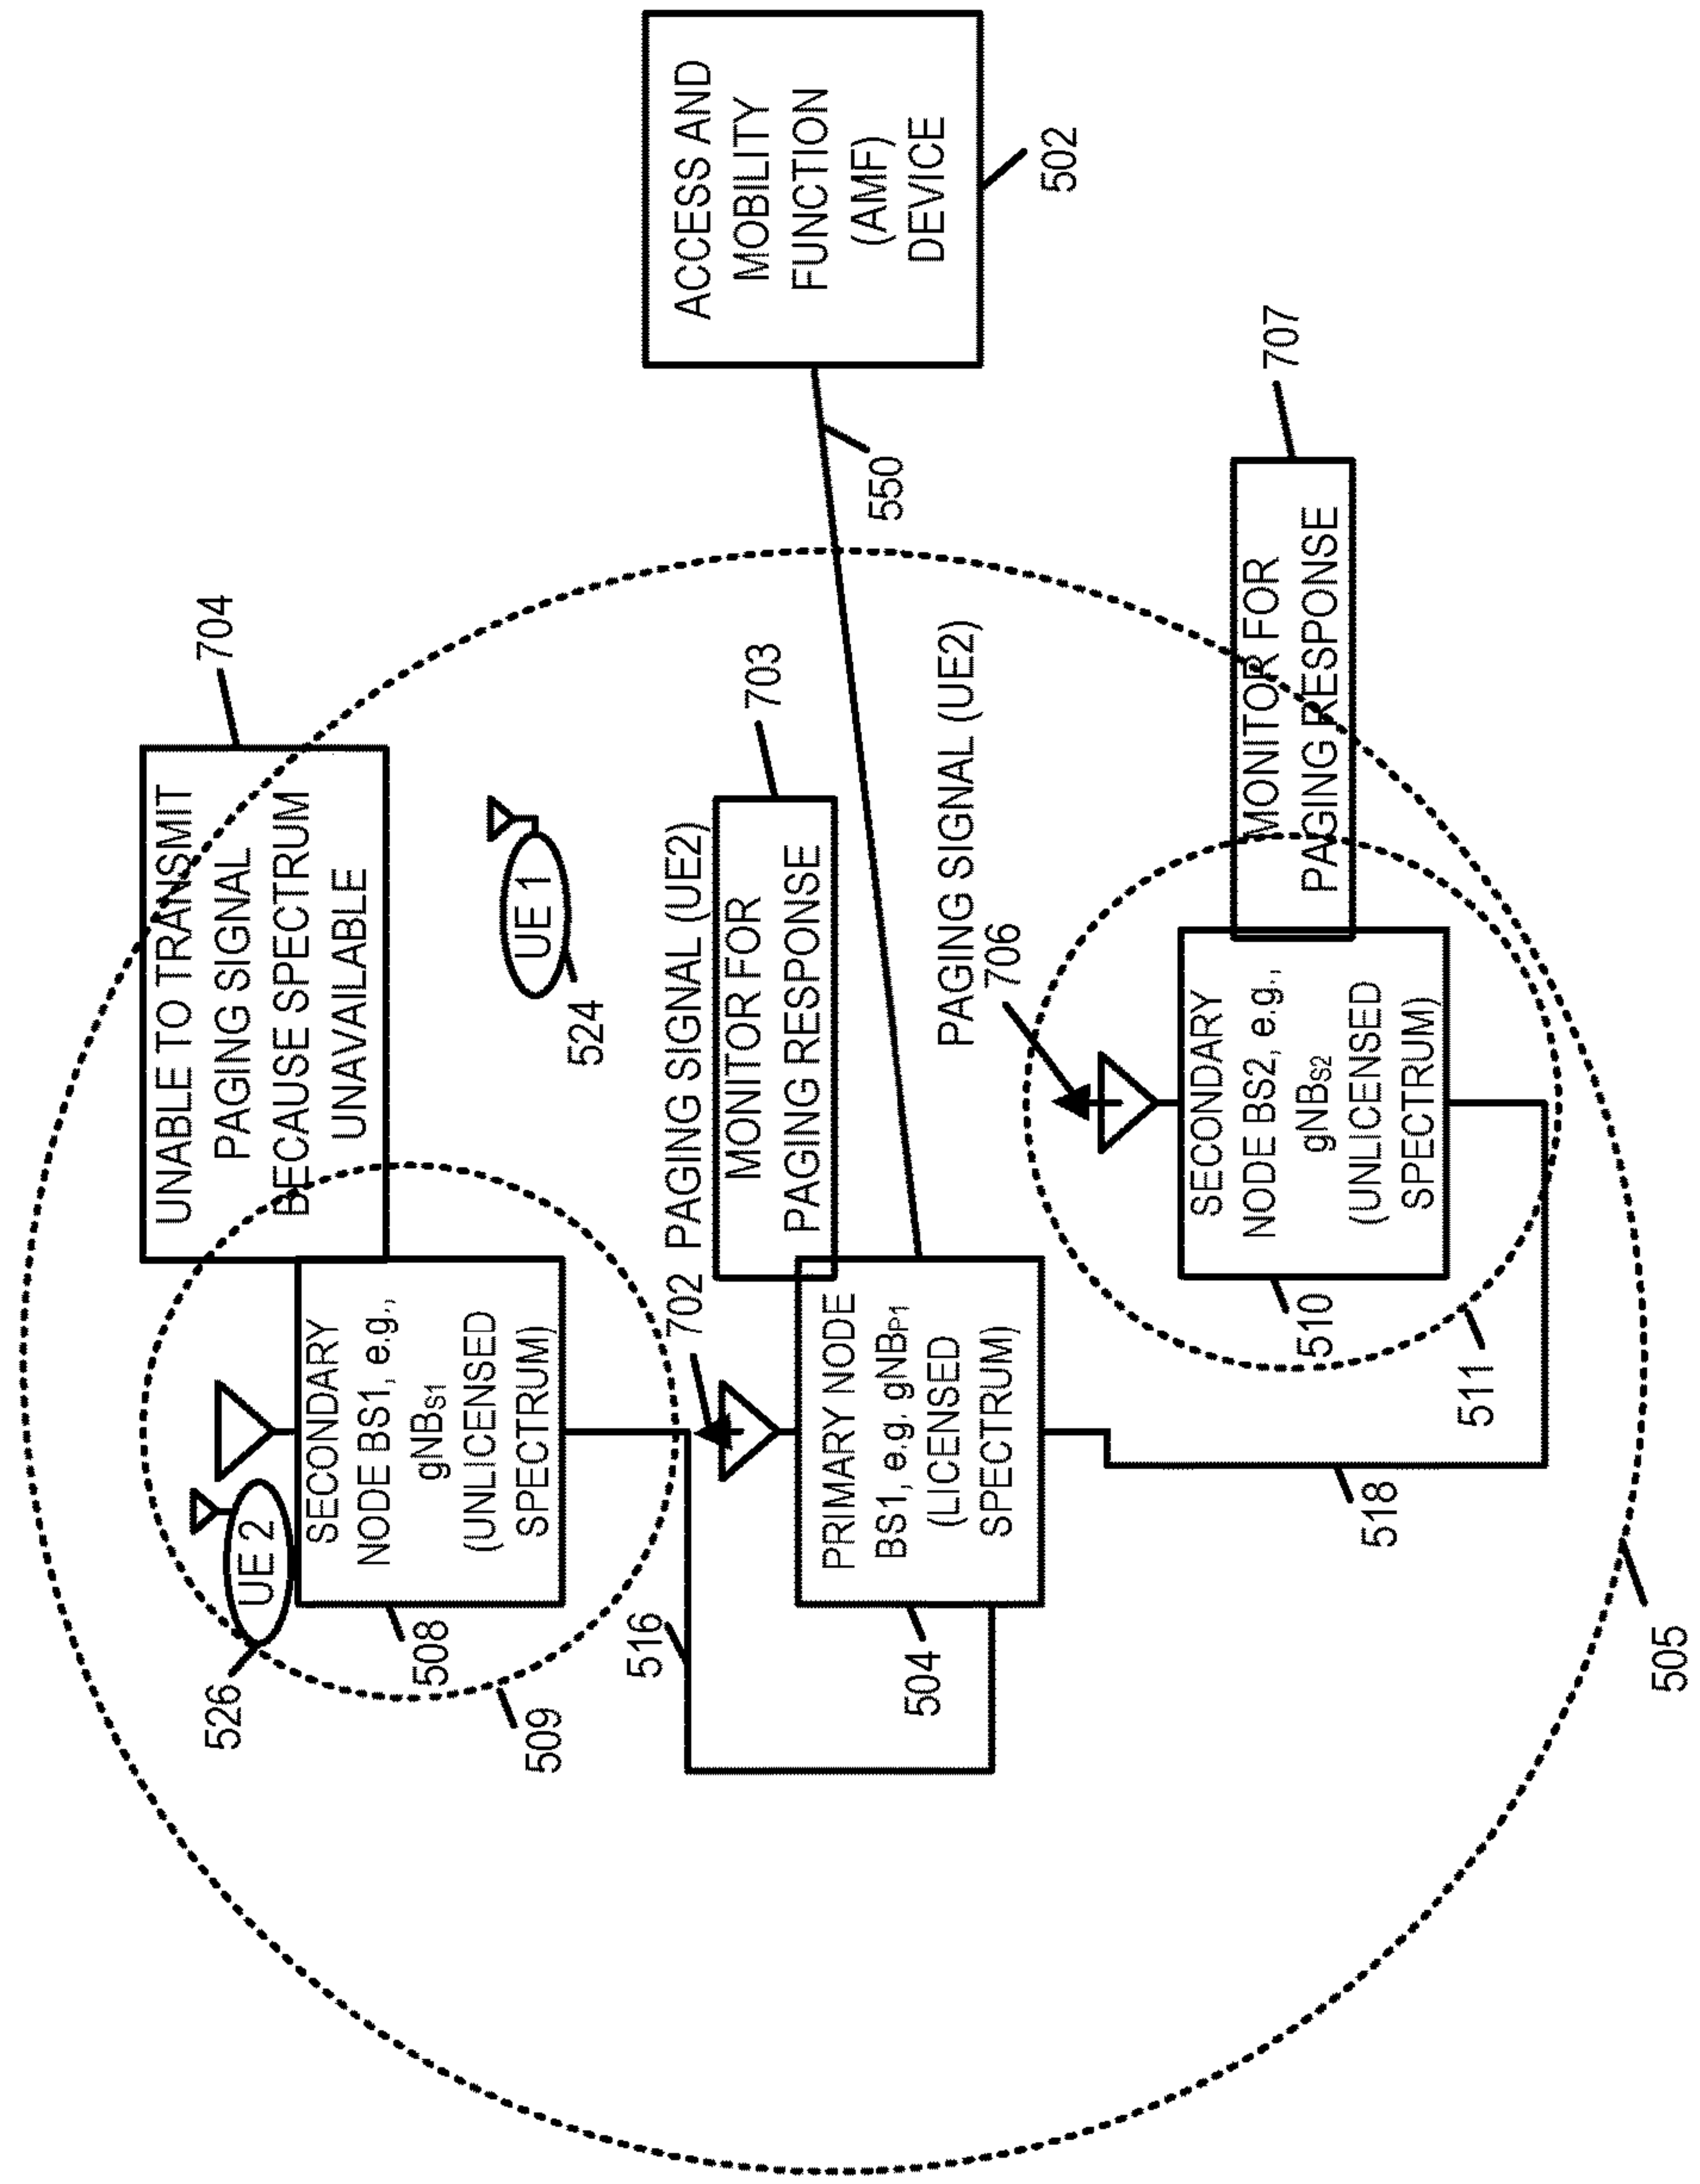 704
UNABLE TO TRANSMIT
PAGING SIGNAL
BECAUSE SPECTRUM
UNAVAILABLE
526
UE 2
SECONDARY
NODE BS1, e.g.,
gNBS1
(UNLICENSED
SPECTRUM)
508
509
UE 1
524
516
702 PAGING SIGNAL (UE2)
703
MONITOR FOR
PAGING RESPONSE
PRIMARY NODE
BS1, e.g. gNBP1
(LICENSED
SPECTRUM)
504
550
ACCESS AND
MOBILITY
FUNCTION
(AMF)
DEVICE
502
PAGING SIGNAL (UE2)
706
707
MONITOR FOR
PAGING RESPONSE
SECONDARY
NODE BS2, e.g.,
gNBS2
(UNLICENSED
SPECTRUM)
510
511
518
505